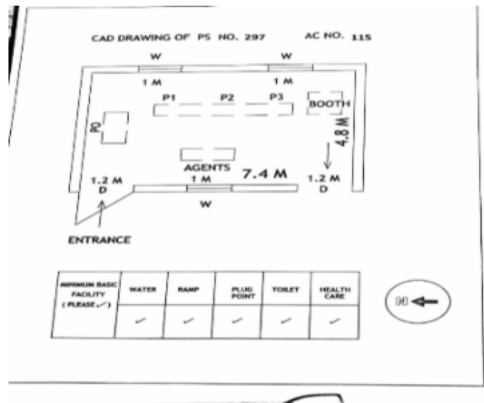 CAD DRAWING OF PS NO. 297 AC NO. 115
W W
1 M 1 M
P1 P2 P3
BOOTH
PO
4.8 M
AGENTS
1.2 M 1 M 7.4 M 1.2 M
D D
W
ENTRANCE
MINIMUM BASIC FACILITY (PLEASE ✓) WATER RAMP PLUG POINT TOILET HEALTH CARE
✓ ✓ ✓ ✓ ✓
N